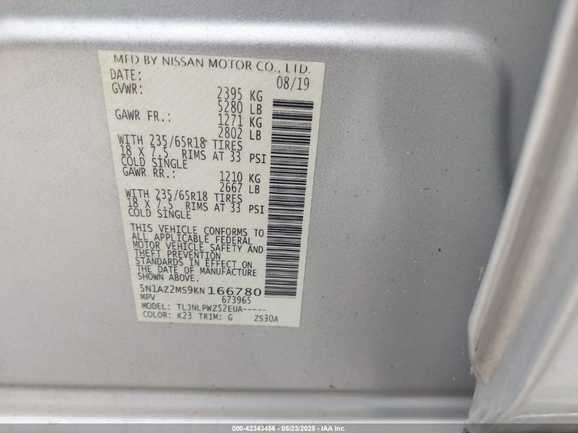 MFD BY NISSAN MOTOR CO., LTD.
DATE: 08/19
GVWR: 2395 KG
5280 LB
GAWR FR.: 1271 KG
2802 LB
WITH 235/65R18 TIRES
18 X 7.5 RIMS AT 33 PSI
COLD SINGLE
GAWR RR.: 1210 KG
2667 LB
WITH 235/65R18 TIRES
18 X 7.5 RIMS AT 33 PSI
COLD SINGLE
THIS VEHICLE CONFORMS TO
ALL APPLICABLE FEDERAL
MOTOR VEHICLE SAFETY AND
THEFT PREVENTION
STANDARDS IN EFFECT ON
THE DATE OF MANUFACTURE
SHOWN ABOVE.
5N1AZ2MS9KN166780
MPV 673965
MODEL: TLJNLPWZ52EUA-----
COLOR: K23 TRIM: G 2S30A
000-42343456 - 05/23/2025 - IAA Inc.